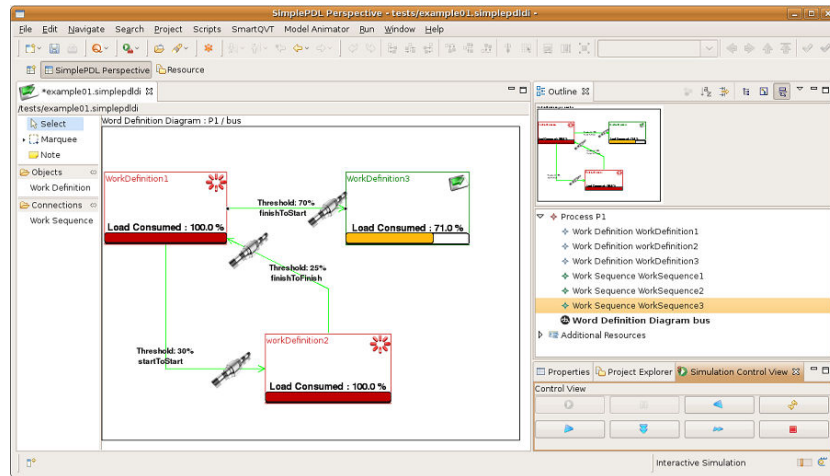 SimplePDL Perspective - tests/example01.simplepdldi -
File Edit Navigate Search Project Scripts SmartQVT Model Animator Run Window Help
SimplePDL Perspective Resource
*example01.simplepdldi
/tests/example01.simplepdldi
Select
Marquee
Note
Objects
Work Definition
Connections
Work Sequence
Word Definition Diagram : P1 / bus
WorkDefinition1
Load Consumed : 100.0 %
Threshold: 70%
finishToStart
WorkDefinition3
Load Consumed : 71.0 %
Threshold: 25%
finishToFinish
Threshold: 30%
startToStart
workDefinition2
Load Consumed : 100.0 %
Outline
Process P1
Work Definition WorkDefinition1
Work Definition workDefinition2
Work Definition WorkDefinition3
Work Sequence WorkSequence1
Work Sequence WorkSequence2
Work Sequence WorkSequence3
Word Definition Diagram bus
Additional Resources
Properties Project Explorer Simulation Control View
Control View
Interactive Simulation